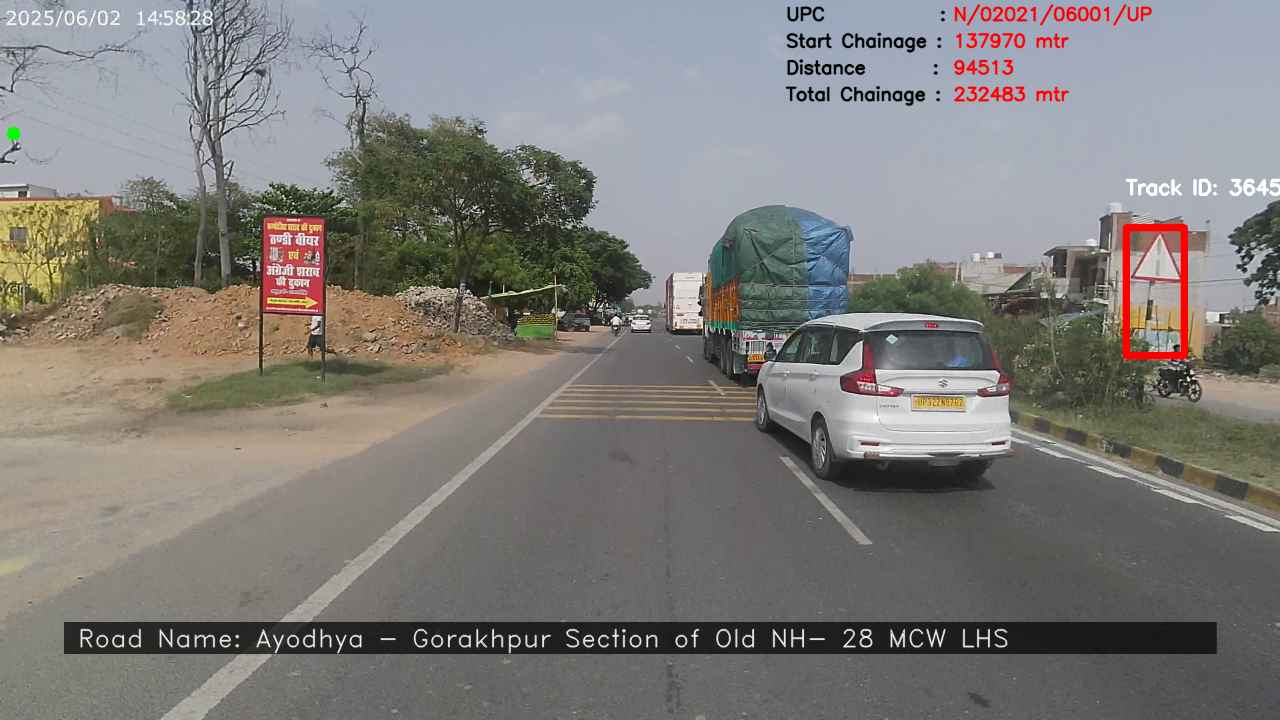 2025/06/02 14:58:28
UPC : N/02021/06001/UP
Start Chainage : 137970 mtr
Distance : 94513
Total Chainage : 232483 mtr
Track ID: 3645
ठण्डी बीयर
एवं
अंग्रेजी शराब
की दुकान
Road Name: Ayodhya - Gorakhpur Section of Old NH- 28 MCW LHS